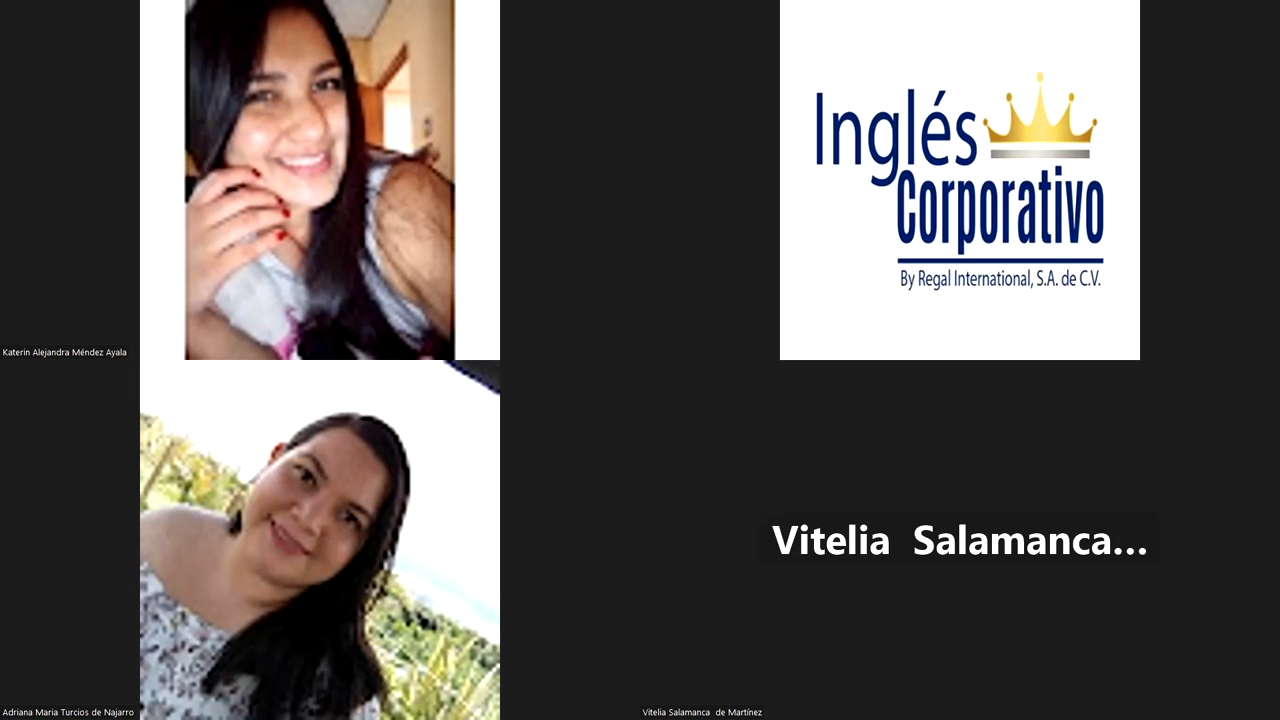 Katerin Alejandra Méndez Ayala
Inglés
Corporativo
By Regal International, S.A. de C.V.
Adriana Maria Turcios de Najarro
Vitelia Salamanca...
Vitelia Salamanca de Martínez